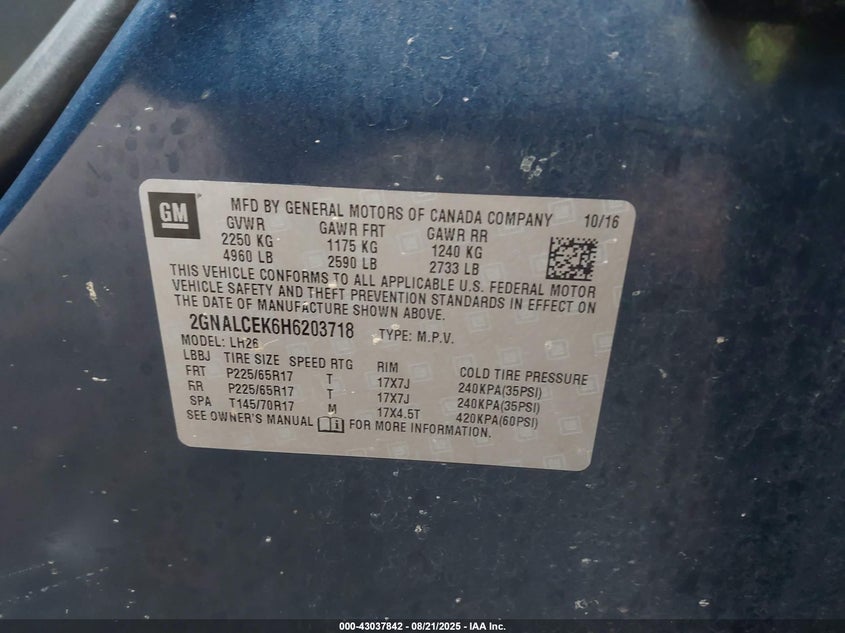 GM
MFD BY GENERAL MOTORS OF CANADA COMPANY 10/16
GVWR GAWR FRT GAWR RR
2250 KG 1175 KG 1240 KG
4960 LB 2590 LB 2733 LB
THIS VEHICLE CONFORMS TO ALL APPLICABLE U.S. FEDERAL MOTOR
VEHICLE SAFETY AND THEFT PREVENTION STANDARDS IN EFFECT ON
THE DATE OF MANUFACTURE SHOWN ABOVE.
2GNALCEK6H6203718 TYPE: M.P.V.
MODEL: LH26
LBBJ TIRE SIZE SPEED RTG RIM COLD TIRE PRESSURE
FRT P225/65R17 T 17X7J 240KPA(35PSI)
RR P225/65R17 T 17X7J 240KPA(35PSI)
SPA T145/70R17 M 17X4.5T 420KPA(60PSI)
SEE OWNER'S MANUAL FOR MORE INFORMATION.
000-43037842 - 08/21/2025 - IAA Inc.